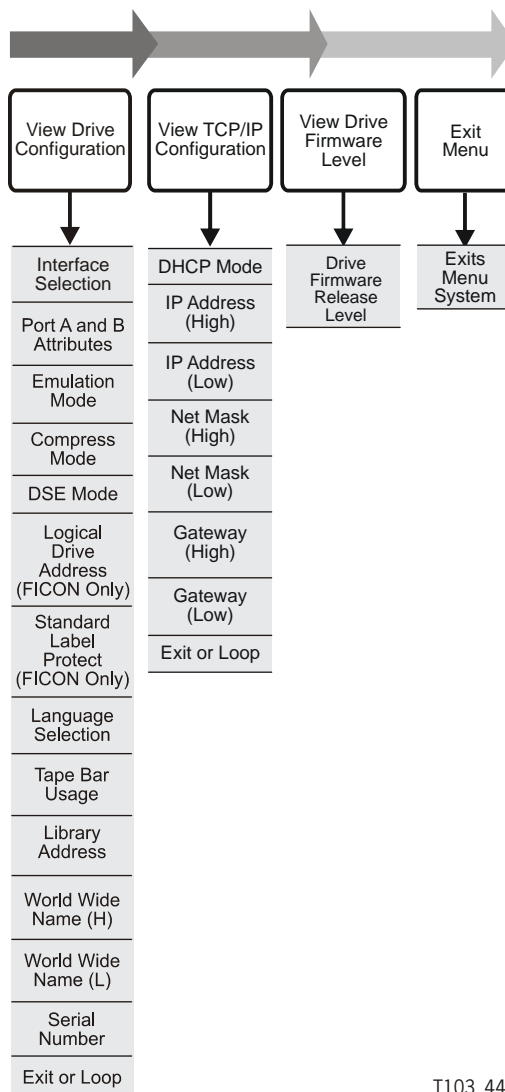 View Drive
Configuration
View TCP/IP
Configuration
View Drive
Firmware
Level
Exit
Menu
Interface
Selection
Port A and B
Attributes
Emulation
Mode
Compress
Mode
DSE Mode
Logical
Drive
Address
(FICON Only)
Standard
Label
Protect
(FICON Only)
Language
Selection
Tape Bar
Usage
Library
Address
World Wide
Name (H)
World Wide
Name (L)
Serial
Number
Exit or Loop
DHCP Mode
IP Address
(High)
IP Address
(Low)
Net Mask
(High)
Net Mask
(Low)
Gateway
(High)
Gateway
(Low)
Exit or Loop
Drive
Firmware
Release
Level
Exits
Menu
System
T103_44